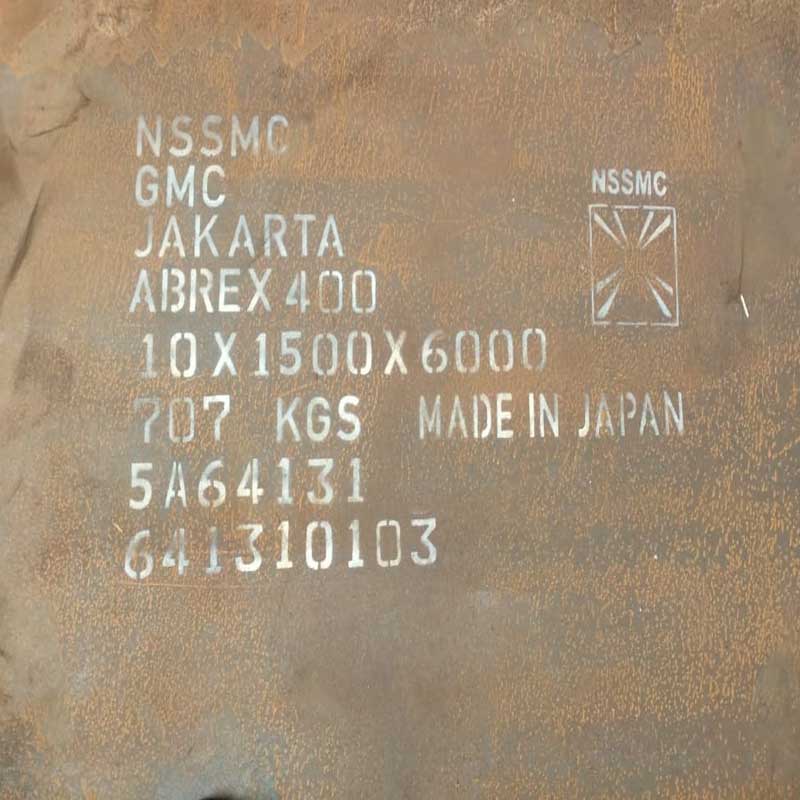 NSSMC
GMC
JAKARTA
ABREX 400
10 X 1500 X 6000
707 KGS MADE IN JAPAN
5A64131
641310103
NSSMC